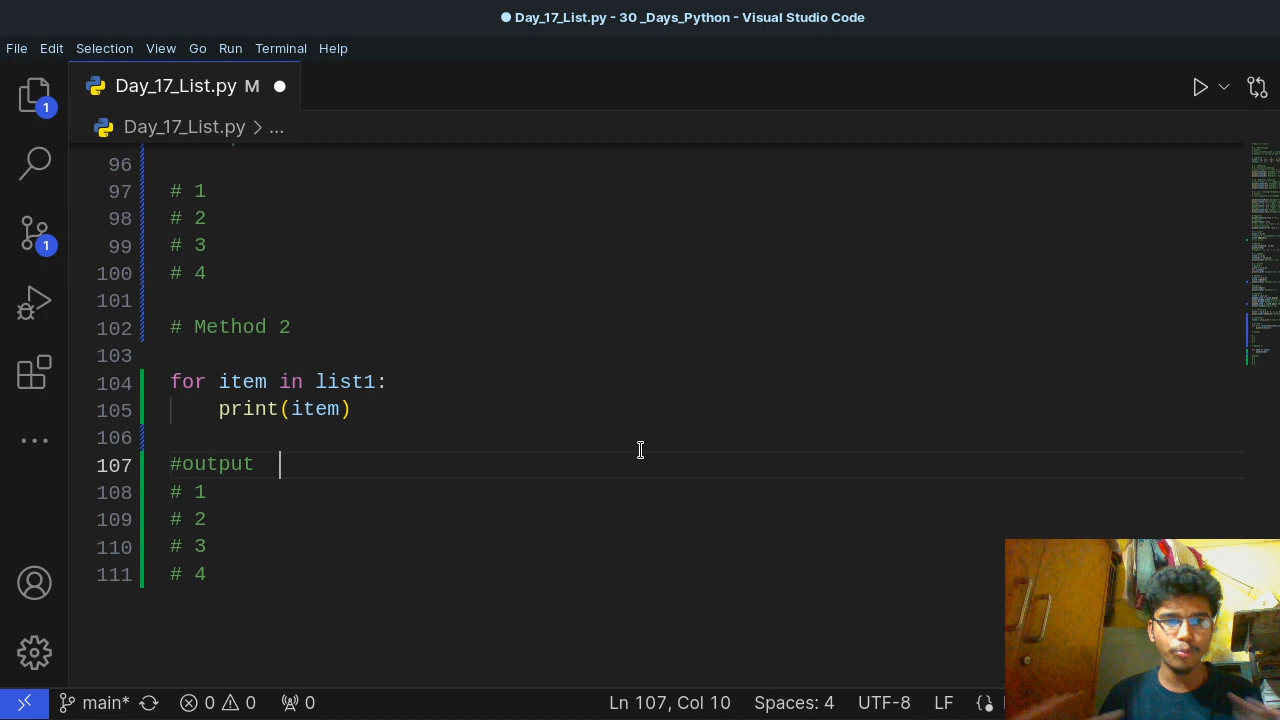 Day_17_List.py - 30 _Days_Python - Visual Studio Code
File Edit Selection View Go Run Terminal Help
1
Day_17_List.py M
Day_17_List.py > ...
96
97 # 1
98 # 2
99 # 3
100 # 4
101
102 # Method 2
103
104 for item in list1:
105 print(item)
106
107 #output
108 # 1
109 # 2
110 # 3
111 # 4
1
main* 0 0 0 Ln 107, Col 10 Spaces: 4 UTF-8 LF